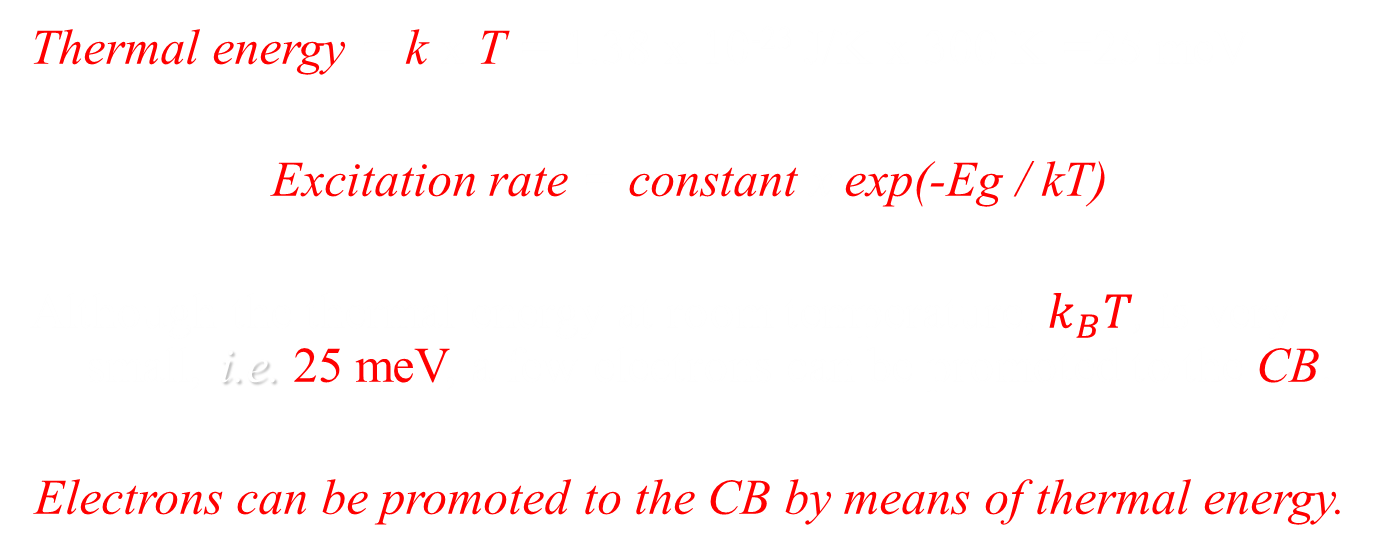 Thermal energy k T
Excitation rate constant exp(-Eg / kT)
k_B T
i.e. 25 meV CB
Electrons can be promoted to the CB by means of thermal energy.